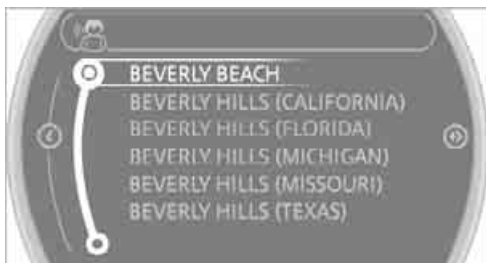 BEVERLY BEACH
BEVERLY HILLS (CALIFORNIA)
BEVERLY HILLS (FLORIDA)
BEVERLY HILLS (MICHIGAN)
BEVERLY HILLS (MISSOURI)
BEVERLY HILLS (TEXAS)